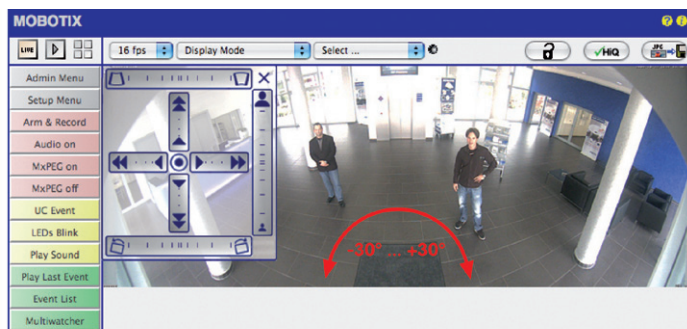 MOBOTIX
? i
LIVE
16 fps
Display Mode
Select ...
HiQ
JPE
Admin Menu
Setup Menu
Arm & Record
Audio on
MxPEG on
MxPEG off
UC Event
LEDs Blink
Play Sound
Play Last Event
Event List
Multiwatcher
-30° ... +30°